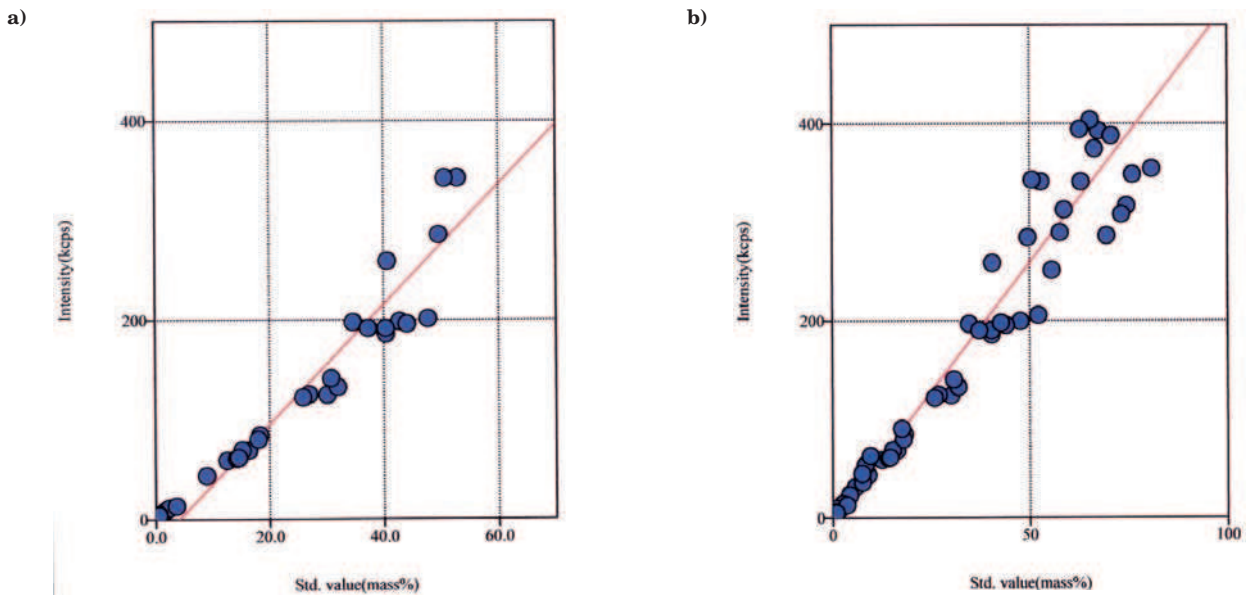 a)
400
200
0
0.0 20.0 40.0 60.0
Intensity(kcps)
Std. value(mass%)
b)
400
200
0
0 50 100
Intensity(kcps)
Std. value(mass%)